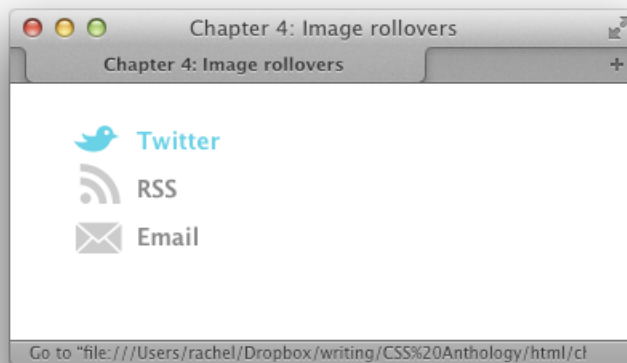 Chapter 4: Image rollovers
Chapter 4: Image rollovers
Twitter
RSS
Email
Go to "file:///Users/rachel/Dropbox/writing/CSS%20Anthology/html/cl